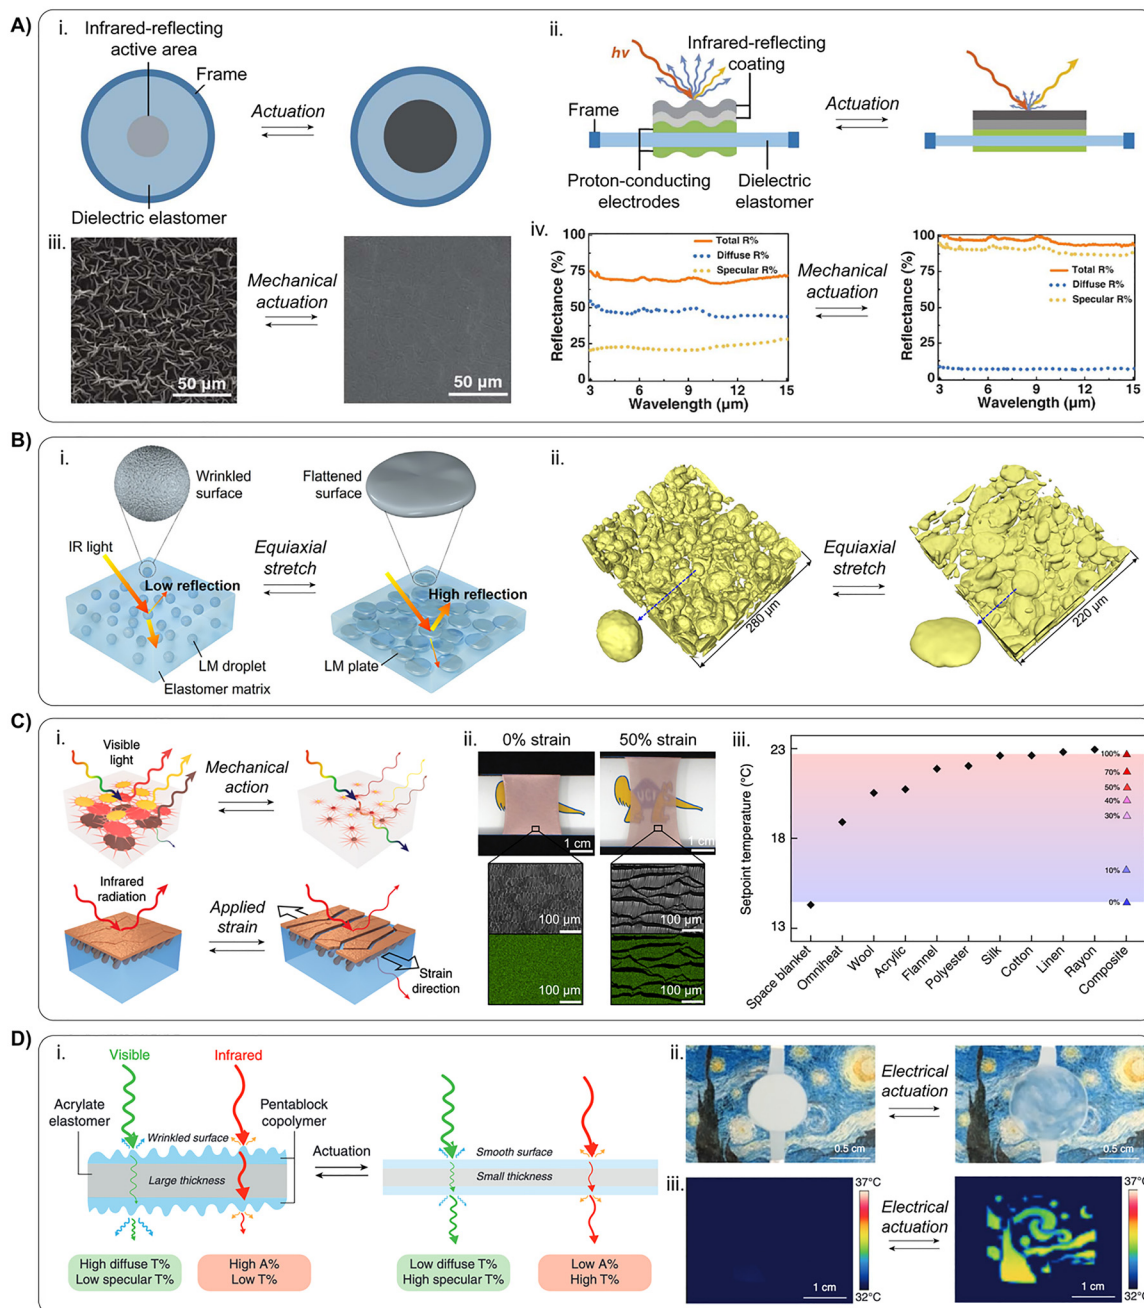 A)
i.
Infrared-reflecting
active area
Frame
Actuation
Dielectric elastomer
ii.
hv
Infrared-reflecting
coating
Frame
Actuation
Proton-conducting
electrodes
Dielectric
elastomer
iii.
Mechanical
actuation
50 µm
50 µm
iv.
Reflectance (%)
100
75
50
25
0
Total R%
Diffuse R%
Specular R%
3
6
9
12
15
Wavelength (µm)
Mechanical
actuation
Reflectance (%)
100
75
50
25
0
Total R%
Diffuse R%
Specular R%
3
6
9
12
15
Wavelength (µm)
B)
i.
Wrinkled
surface
Flattened
surface
IR light
Low reflection
Equiaxial
stretch
High reflection
LM droplet
Elastomer matrix
LM plate
ii.
Equiaxial
stretch
280 µm
220 µm
C)
i.
Visible
light
Mechanical
action
Infrared
radiation
Applied
strain
Strain
direction
ii.
0% strain
50% strain
1 cm
1 cm
UCI
100 µm
100 µm
100 µm
100 µm
iii.
Setpoint temperature (°C)
23
18
13
100%
70%
50%
40%
30%
10%
0%
Space blanket
Omniheat
Wool
Acrylic
Flannel
Polyester
Silk
Cotton
Linen
Rayon
Composite
D)
i.
Visible
Infrared
Acrylate
elastomer
Pentablock
copolymer
Wrinkled surface
Large thickness
Actuation
Smooth surface
Small thickness
High diffuse T%
Low specular T%
High A%
Low T%
Low diffuse T%
High specular T%
Low A%
High T%
ii.
Electrical
actuation
0.5 cm
0.5 cm
iii.
37°C
32°C
1 cm
Electrical
actuation
37°C
32°C
1 cm